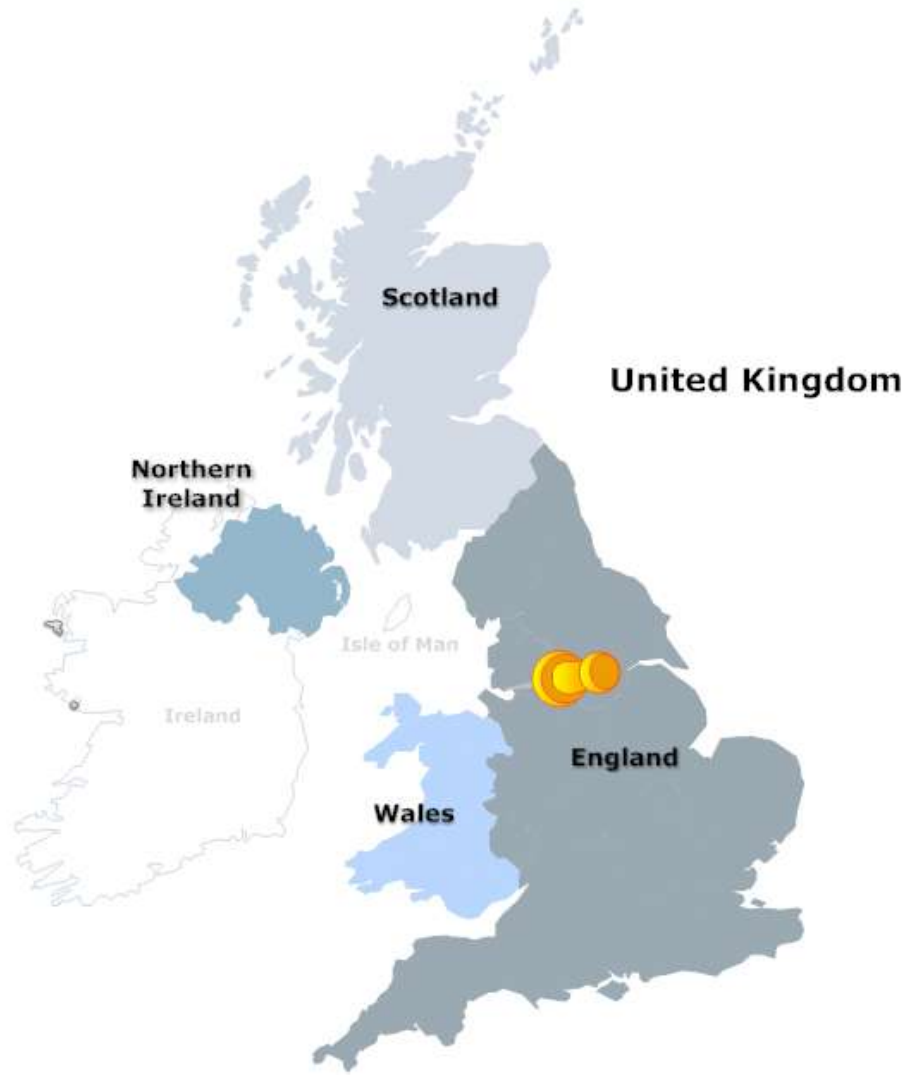 Scotland
United Kingdom
Northern
Ireland
Isle of Man
Ireland
England
Wales